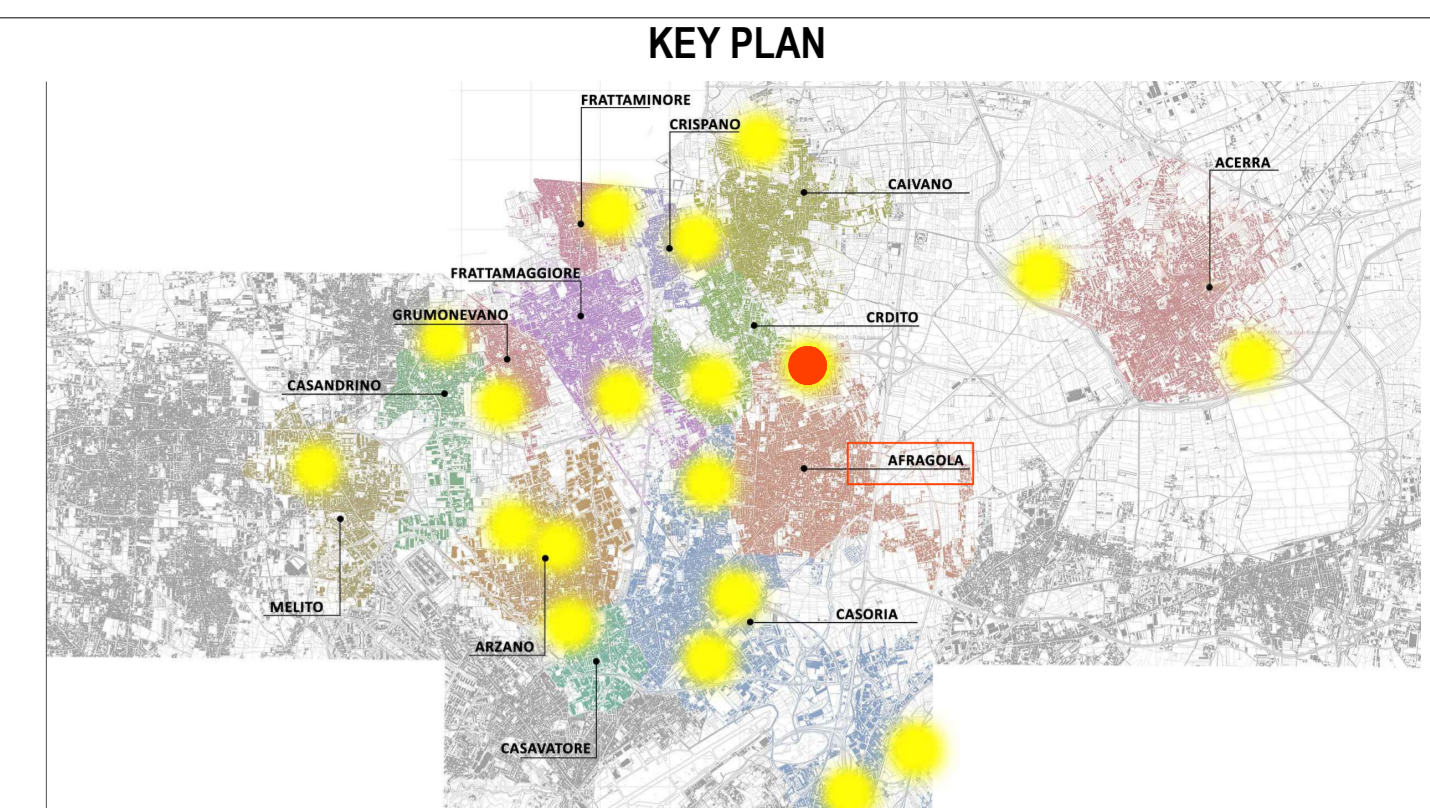 KEY PLAN
FRATTAMINORE
CRISPANO
ACERRA
CAIVANO
FRATTAMAGGIORE
GRUMONEVANO
CRDITO
CASANDRINO
AFRAGOLA
MELITO
CASORIA
ARZANO
CASAVATORE